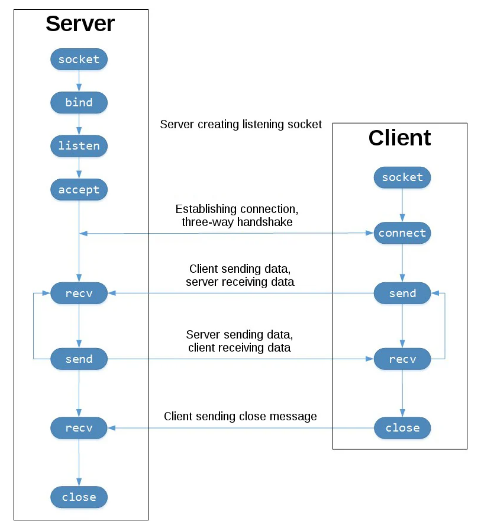 Server
socket
bind
Server creating listening socket
listen
Client
accept
socket
Establishing connection,
three-way handshake
connect
Client sending data,
server receiving data
recv
send
Server sending data,
client receiving data
send
recv
Client sending close message
recv
close
close